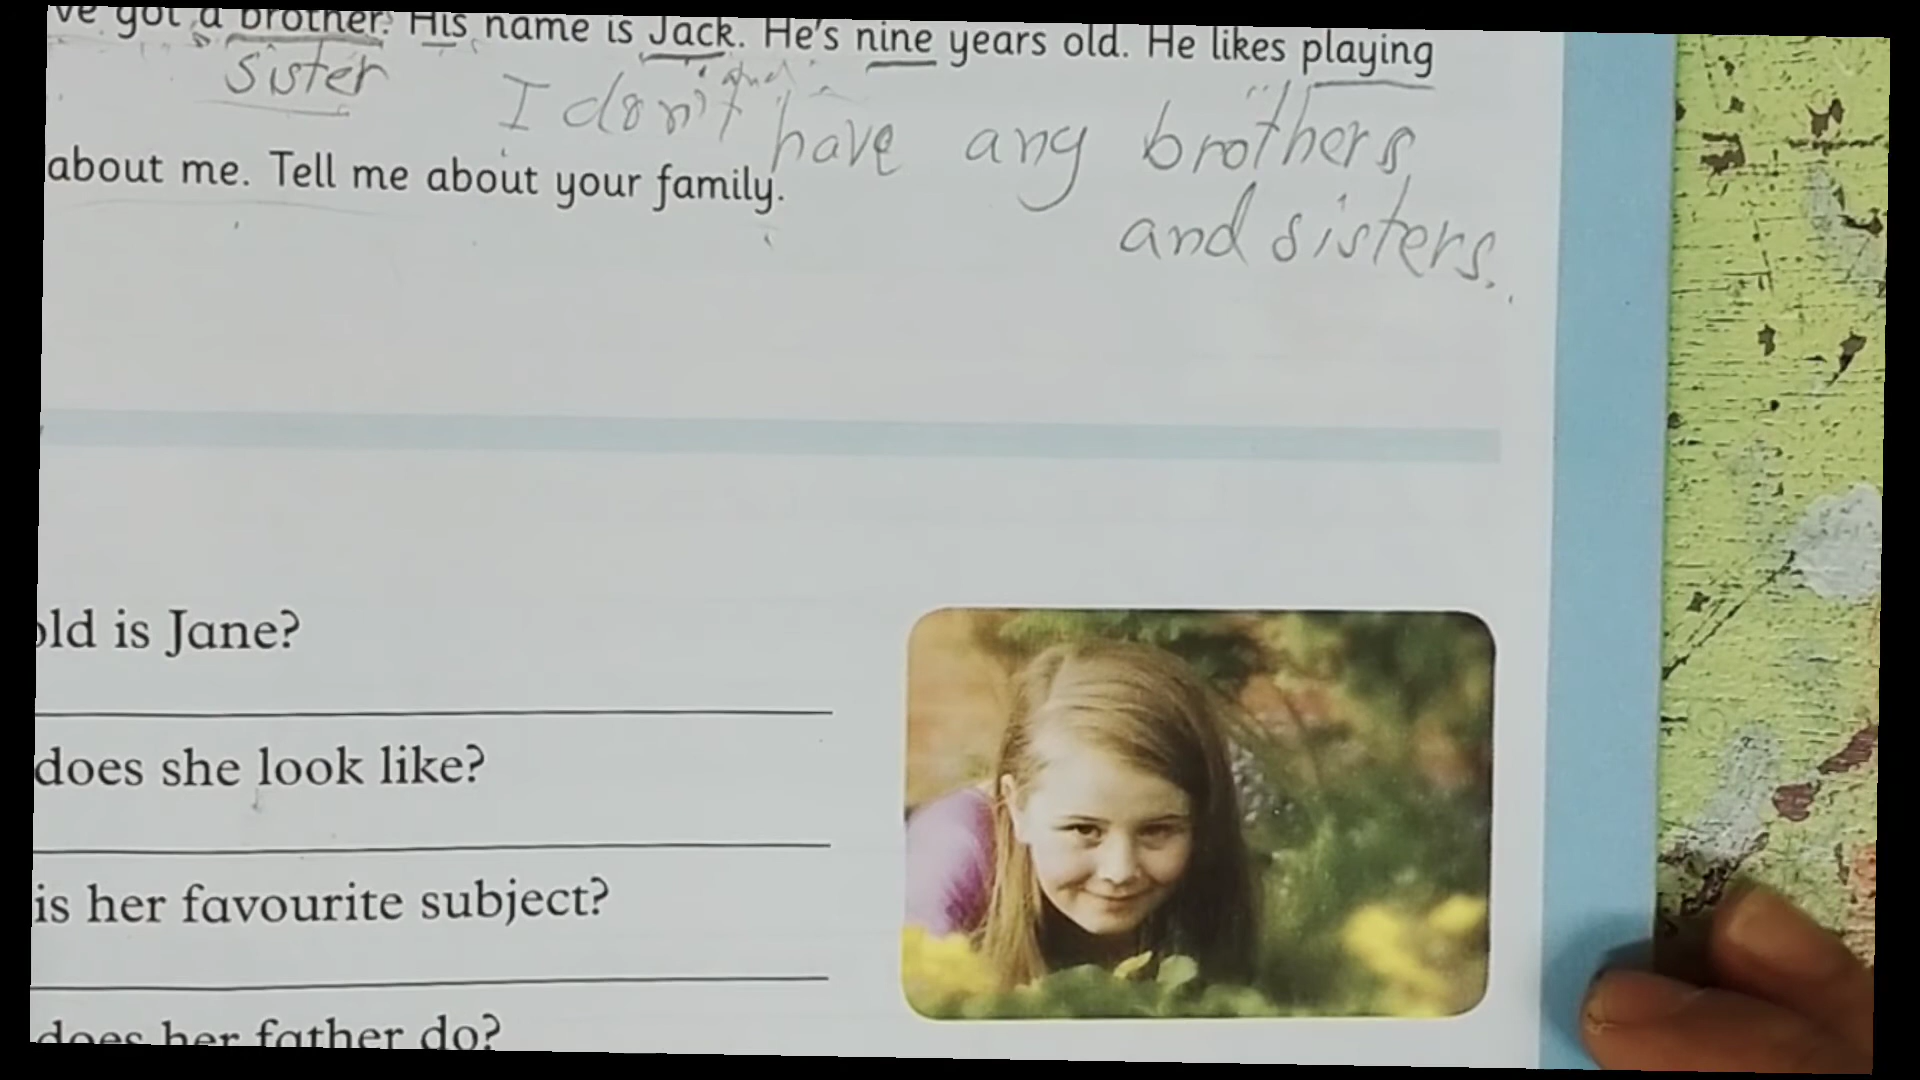 ve got a brother. His name is Jack. He's nine years old. He likes playing
sister
I don't have any brothers
and sisters.
about me. Tell me about your family.
old is Jane?
does she look like?
is her favourite subject?
does her father do?